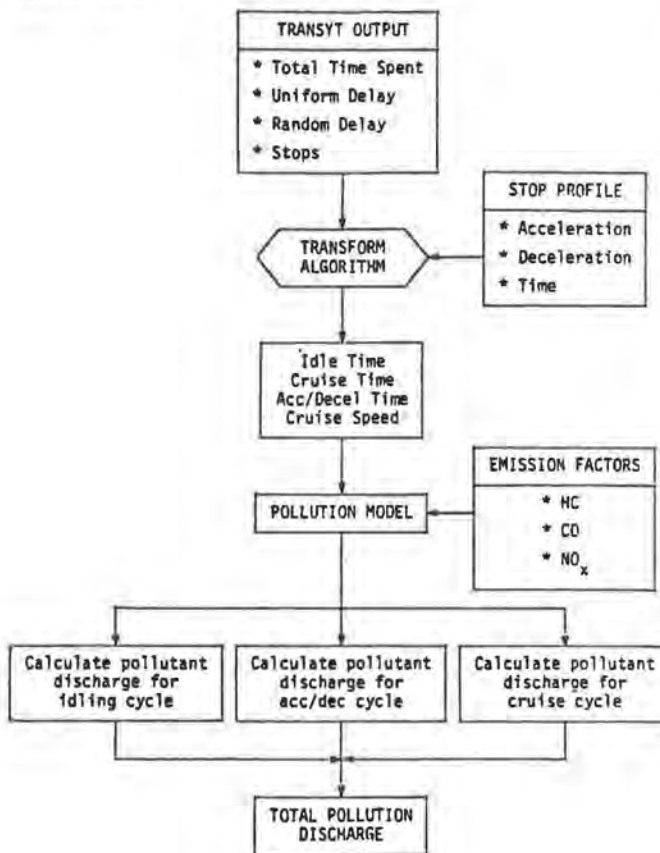 TRANSYT OUTPUT
* Total Time Spent
* Uniform Delay
* Random Delay
* Stops
STOP PROFILE
* Acceleration
* Deceleration
* Time
TRANSFORM
ALGORITHM
Idle Time
Cruise Time
Acc/Decel Time
Cruise Speed
EMISSION FACTORS
* HC
* CO
* NOx
POLLUTION MODEL
Calculate pollutant
discharge for
idling cycle
Calculate pollutant
discharge for
acc/dec cycle
Calculate pollutant
discharge for
cruise cycle
TOTAL POLLUTION
DISCHARGE